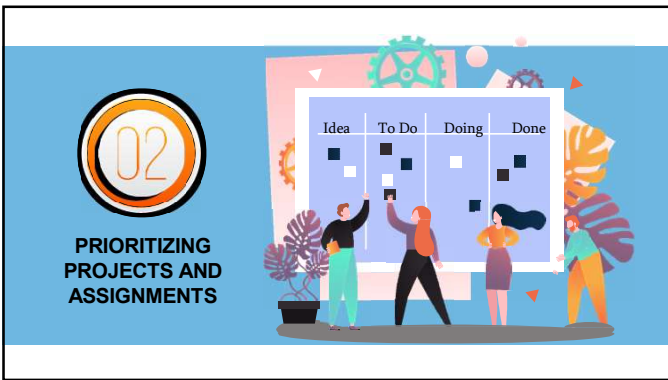 02
PRIORITIZING
PROJECTS AND
ASSIGNMENTS
Idea To Do Doing Done